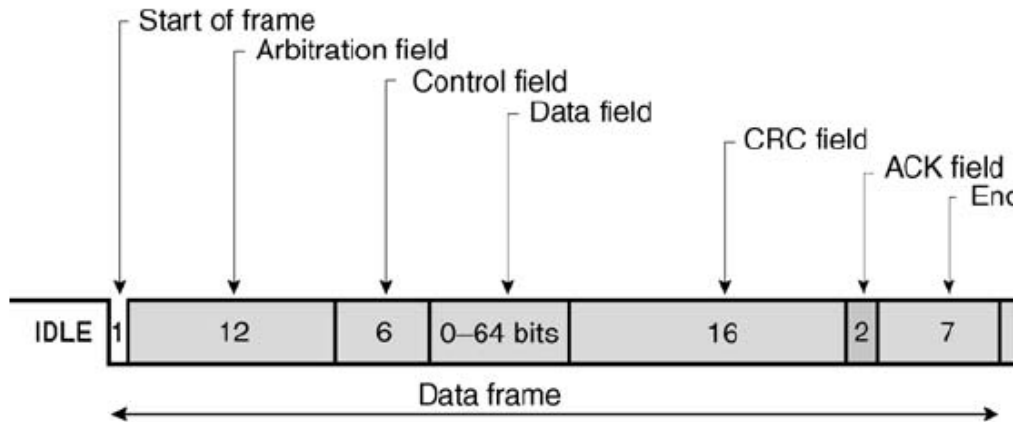 Start of frame
Arbitration field
Control field
Data field
CRC field
ACK field
IDLE 1 12 6 0–64 bits 16 2 7
Data frame